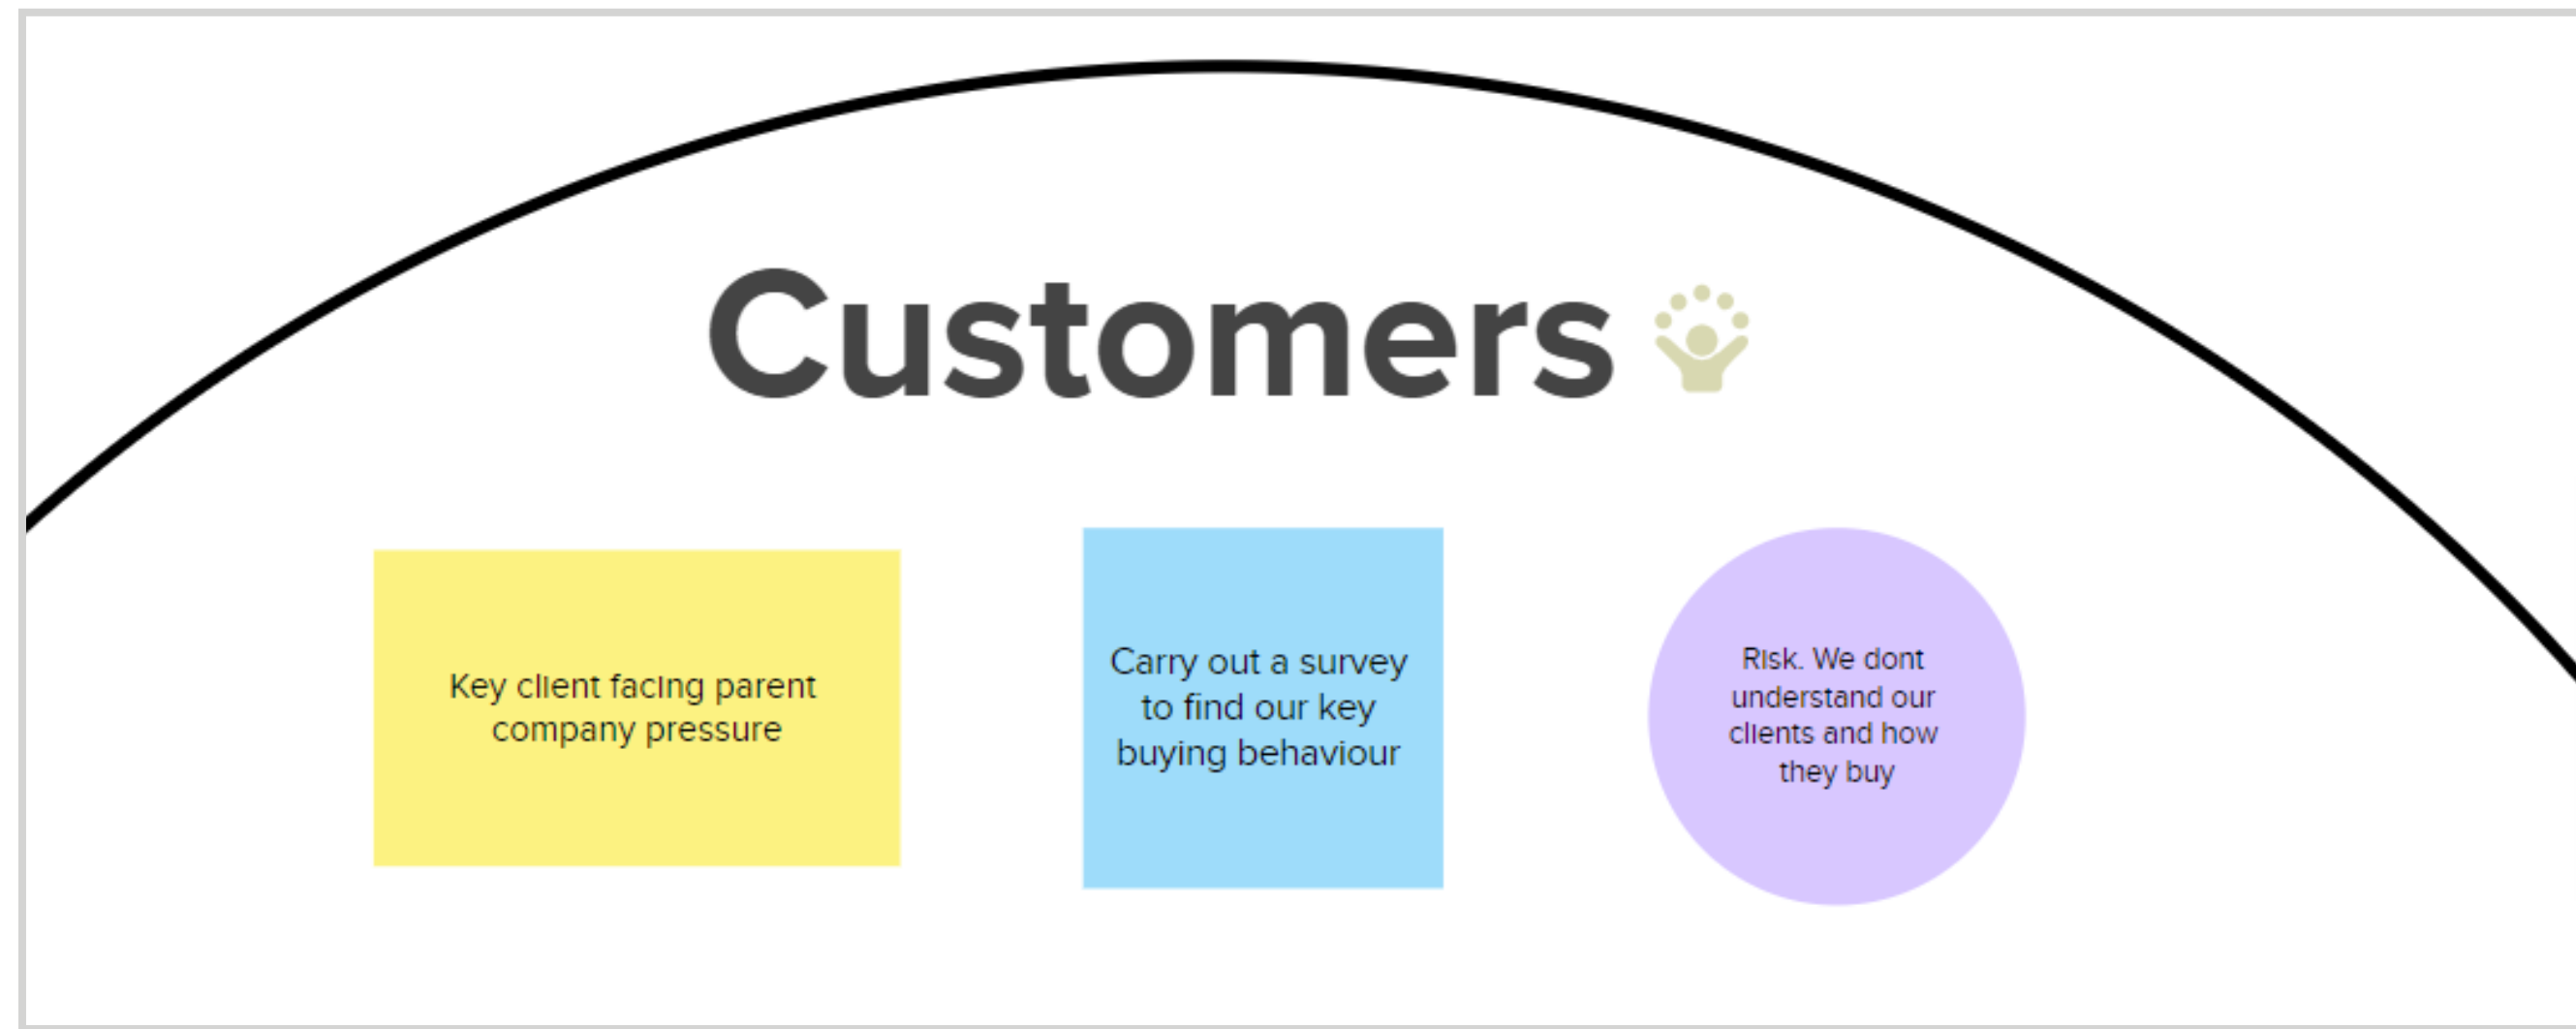 Customers
Key client facing parent
company pressure
Carry out a survey
to find our key
buying behaviour
Risk. We dont
understand our
clients and how
they buy